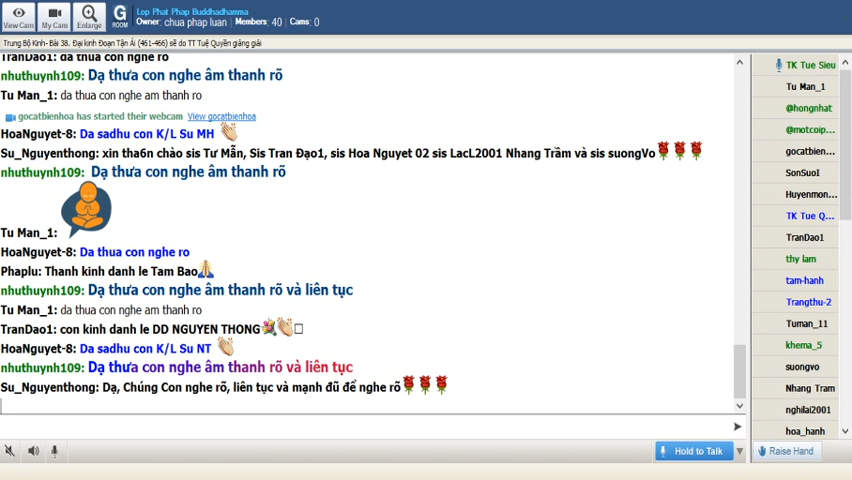 View Cam
My Cam
Enlarge
G
ROOM
Lop Phat Phap Buddhadhamma
Owner: chua phap luan / Members: 40 / Cams: 0
Trung Bộ Kinh- Bài 38. Đại kinh Đoạn Tận Ái (461-466) sẽ do TT Tuệ Quyền giảng giải
TranDao1: da thua con nghe ro
nhuthuynh109: Dạ thưa con nghe âm thanh rõ
Tu Man_1: da thua con nghe am thanh ro
gocatbienhoa has started their webcam View gocatbienhoa
HoaNguyet-8: Da sadhu con K/L Su MH
Su_Nguyenthong: xin tha6n chào sis Tư Mẫn, Sis Tran Đạo1, sis Hoa Nguyet 02 sis LacL2001 Nhang Trầm và sis suongVo
nhuthuynh109: Dạ thưa con nghe âm thanh rõ
Tu Man_1:
HoaNguyet-8: Da thua con nghe ro
Phaplu: Thanh kinh danh le Tam Bao
nhuthuynh109: Dạ thưa con nghe âm thanh rõ và liên tục
Tu Man_1: da thua con nghe am thanh ro
TranDao1: con kinh danh le DD NGUYEN THONG
HoaNguyet-8: Da sadhu con K/L Su NT
nhuthuynh109: Dạ thưa con nghe âm thanh rõ và liên tục
Su_Nguyenthong: Dạ, Chúng Con nghe rõ, liên tục và mạnh đủ để nghe rõ
Hold to Talk
TK Tue Sieu
Tu Man_1
@hongnhat
@motcoip...
gocatbien...
SonSuoI
Huyenmon...
TK Tue Q...
TranDao1
thy lam
tam-hanh
Trangthu-2
Tuman_11
khema_5
suongvo
Nhang Tram
nghilai2001
hoa_hanh
Raise Hand